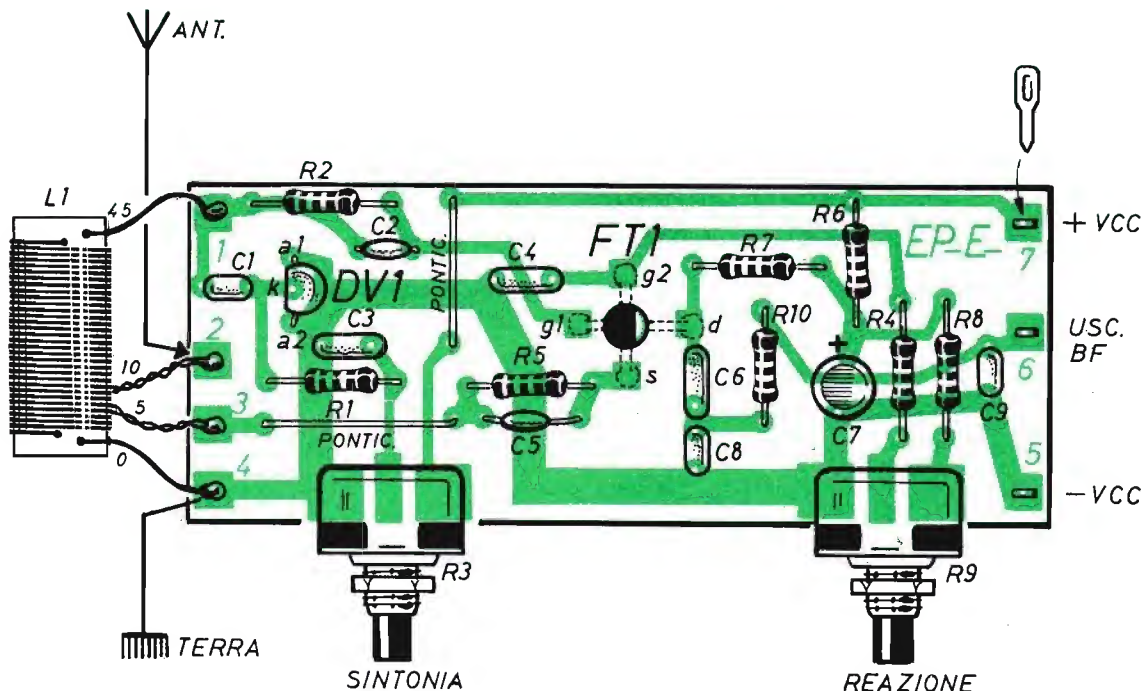 ANT.
L1
45
10
5
0
1
2
3
4
R2
C2
C1
a1
k
DV1
a2
C3
R1
PONTIC.
PONTIC.
C4
FT1
g2
g1
d
s
R5
C5
R7
R6
EP-E
7
+ VCC
R10
R4
R8
USC.
BF
6
C6
+
C7
C9
C8
5
- VCC
R3
R9
TERRA
SINTONIA
REAZIONE